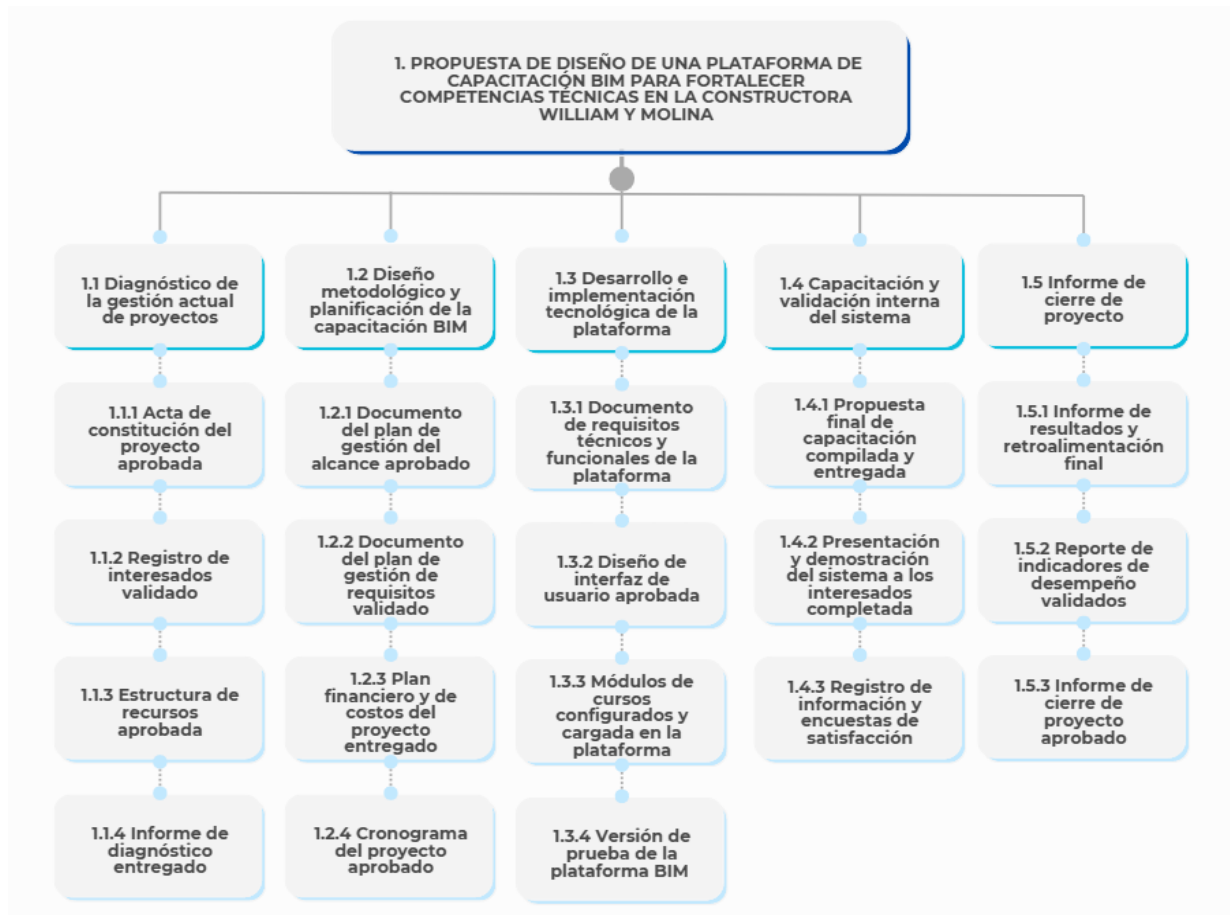 1. PROPUESTA DE DISEÑO DE UNA PLATAFORMA DE
CAPACITACIÓN BIM PARA FORTALECER
COMPETENCIAS TÉCNICAS EN LA CONSTRUCTORA
WILLIAM Y MOLINA
1.1 Diagnóstico de
la gestión actual
de proyectos
1.1.1 Acta de
constitución del
proyecto
aprobada
1.1.2 Registro de
interesados
validado
1.1.3 Estructura de
recursos
aprobada
1.1.4 Informe de
diagnóstico
entregado
1.2 Diseño
metodológico y
planificación de la
capacitación BIM
1.2.1 Documento
del plan de
gestión del
alcance aprobado
1.2.2 Documento
del plan de
gestión de
requisitos
validado
1.2.3 Plan
financiero y de
costos del
proyecto
entregado
1.2.4 Cronograma
del proyecto
aprobado
1.3 Desarrollo e
implementación
tecnológica de la
plataforma
1.3.1 Documento
de requisitos
técnicos y
funcionales de la
plataforma
1.3.2 Diseño de
interfaz de
usuario aprobada
1.3.3 Módulos de
cursos
configurados y
cargada en la
plataforma
1.3.4 Versión de
prueba de la
plataforma BIM
1.4 Capacitación y
validación interna
del sistema
1.4.1 Propuesta
final de
capacitación
compilada y
entregada
1.4.2 Presentación
y demostración
del sistema a los
interesados
completada
1.4.3 Registro de
información y
encuestas de
satisfacción
1.5 Informe de
cierre de
proyecto
1.5.1 Informe de
resultados y
retroalimentación
final
1.5.2 Reporte de
indicadores de
desempeño
validados
1.5.3 Informe de
cierre de
proyecto
aprobado